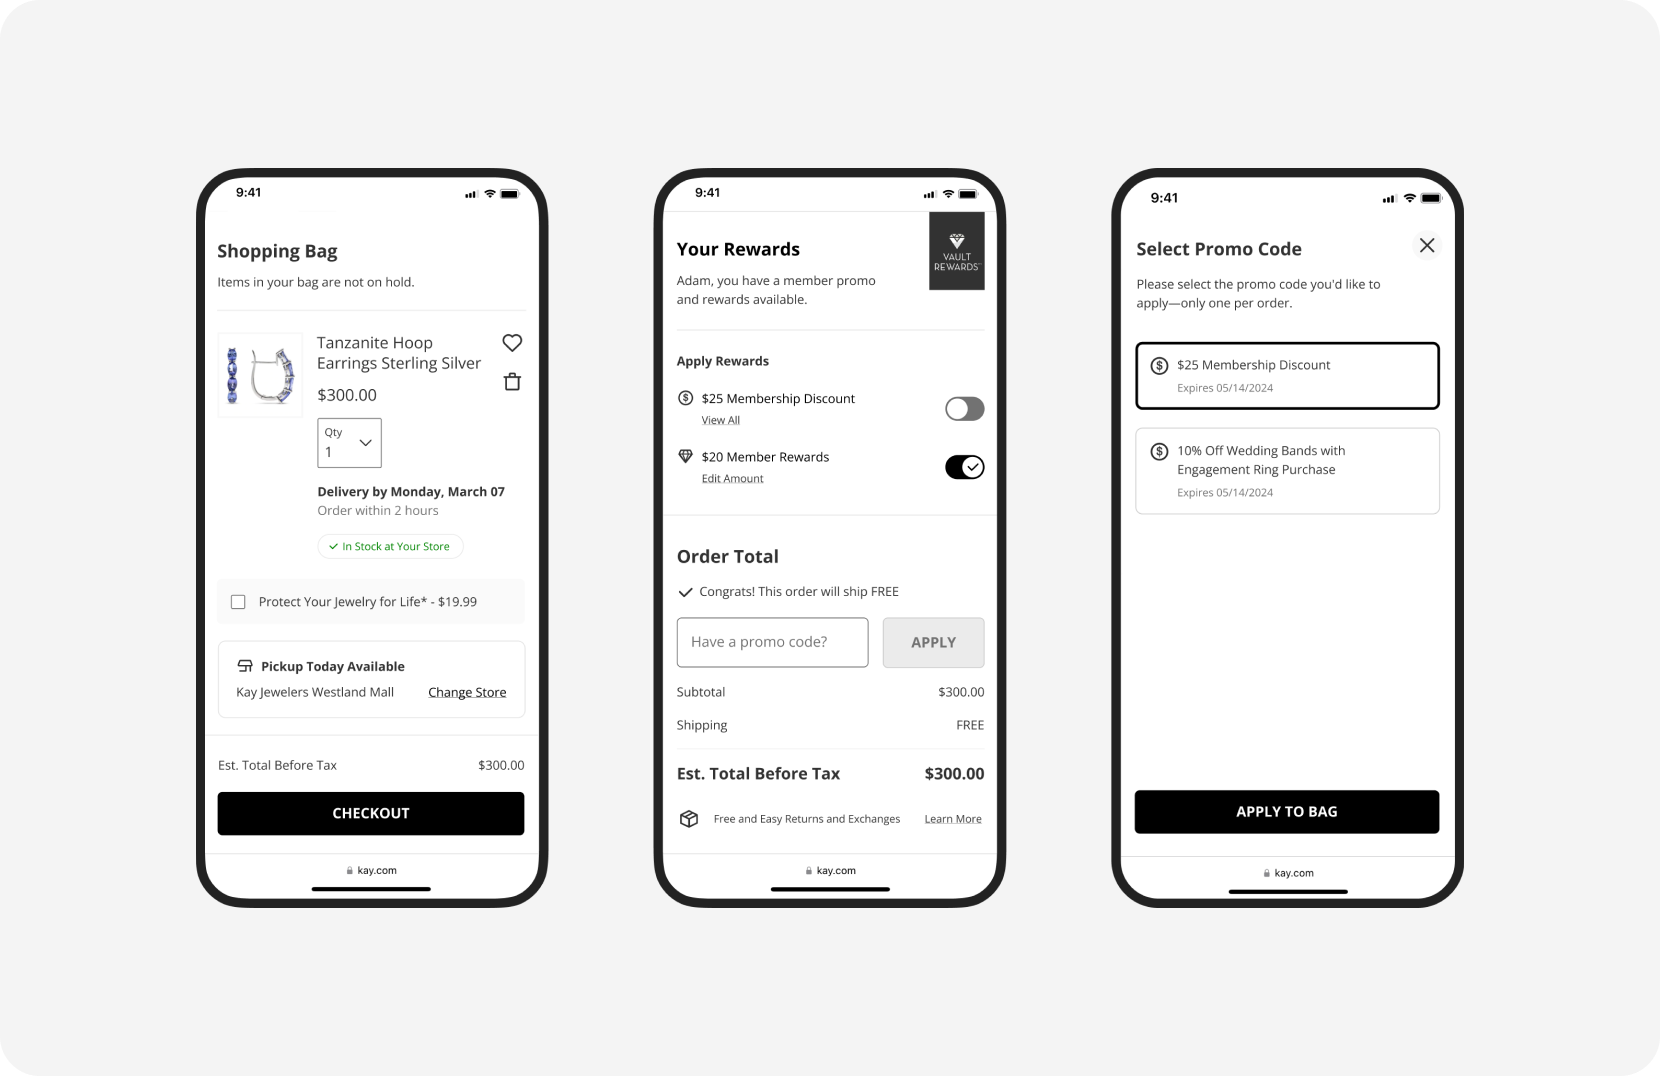 9:41
Shopping Bag
Items in your bag are not on hold.
Tanzanite Hoop
Earrings Sterling Silver
$300.00
Qty
1
Delivery by Monday, March 07
Order within 2 hours
In Stock at Your Store
Protect Your Jewelry for Life* - $19.99
Pickup Today Available
Kay Jewelers Westland Mall Change Store
Est. Total Before Tax $300.00
CHECKOUT
kay.com
9:41
Your Rewards
VAULT
REWARDS™
Adam, you have a member promo
and rewards available.
Apply Rewards
$25 Membership Discount
View All
$20 Member Rewards
Edit Amount
Order Total
Congrats! This order will ship FREE
Have a promo code? APPLY
Subtotal $300.00
Shipping FREE
Est. Total Before Tax $300.00
Free and Easy Returns and Exchanges Learn More
kay.com
9:41
Select Promo Code
Please select the promo code you'd like to
apply—only one per order.
$25 Membership Discount
Expires 05/14/2024
10% Off Wedding Bands with
Engagement Ring Purchase
Expires 05/14/2024
APPLY TO BAG
kay.com